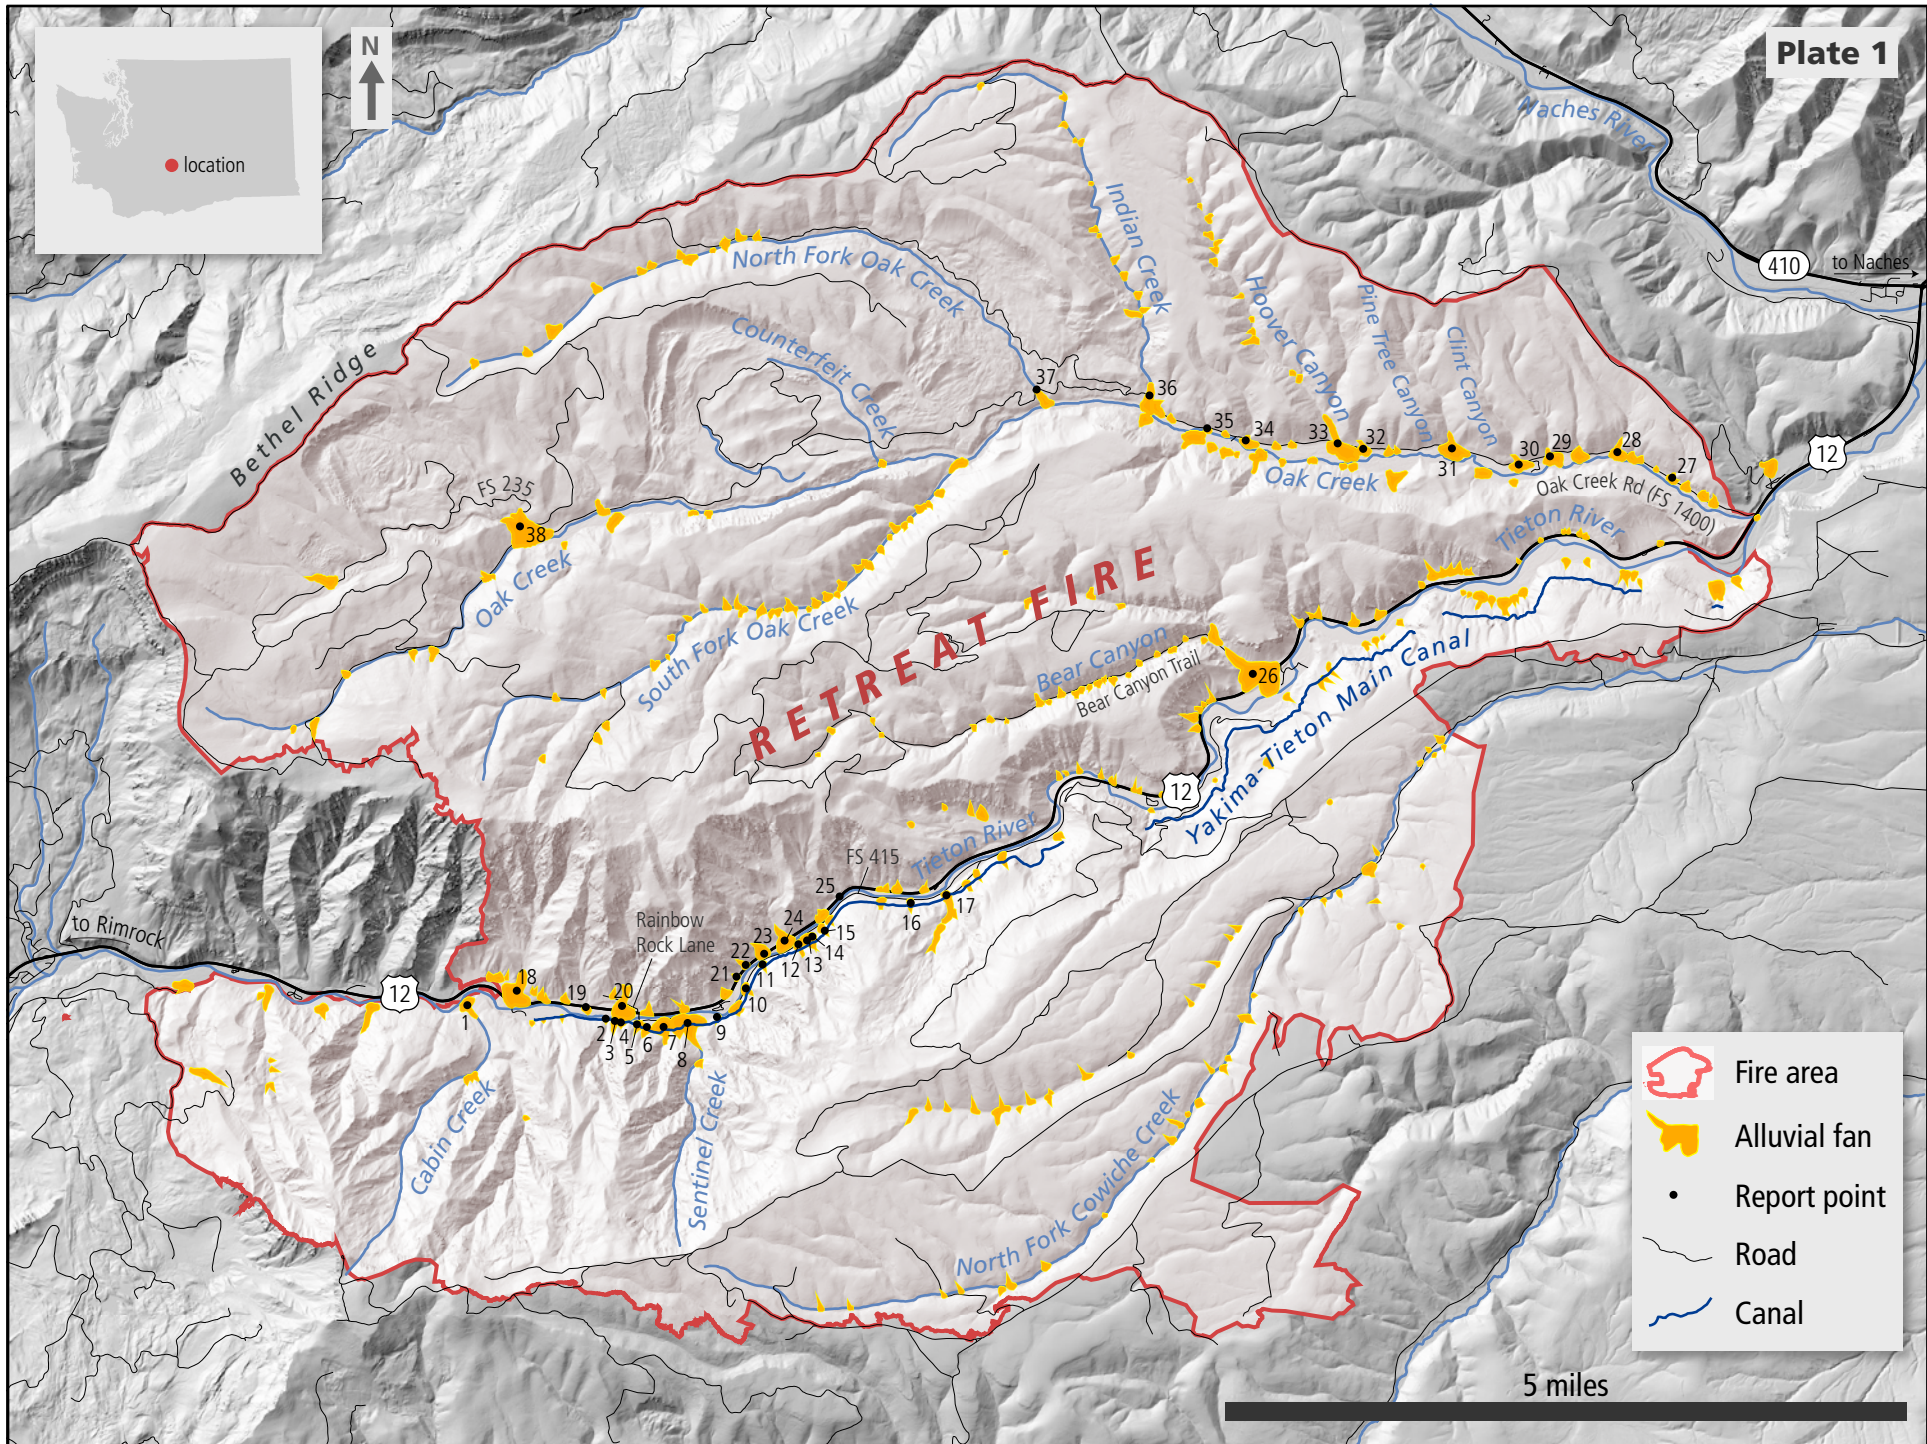 Plate 1
N
location
Naches River
410
to Naches
Indian Creek
North Fork Oak Creek
Hoover Canyon
Pine Tree Canyon
Clint Canyon
Counterfeit Creek
Bethel Ridge
37
36
35
34
33
32
31
30
29
28
27
12
Oak Creek
Oak Creek Rd (FS 1400)
FS 235
38
Oak Creek
Tieton River
South Fork Oak Creek
RETREAT FIRE
Bear Canyon
Bear Canyon Trail
26
Yakima-Tieton Main Canal
12
Tieton River
FS 415
25
24
23
22
21
17
16
15
14
13
12
11
10
9
Rainbow
Rock Lane
to Rimrock
12
18
19
20
1
2
3
4
5
6
7
8
Cabin Creek
Sentinel Creek
North Fork Cowiche Creek
Fire area
Alluvial fan
Report point
Road
Canal
5 miles